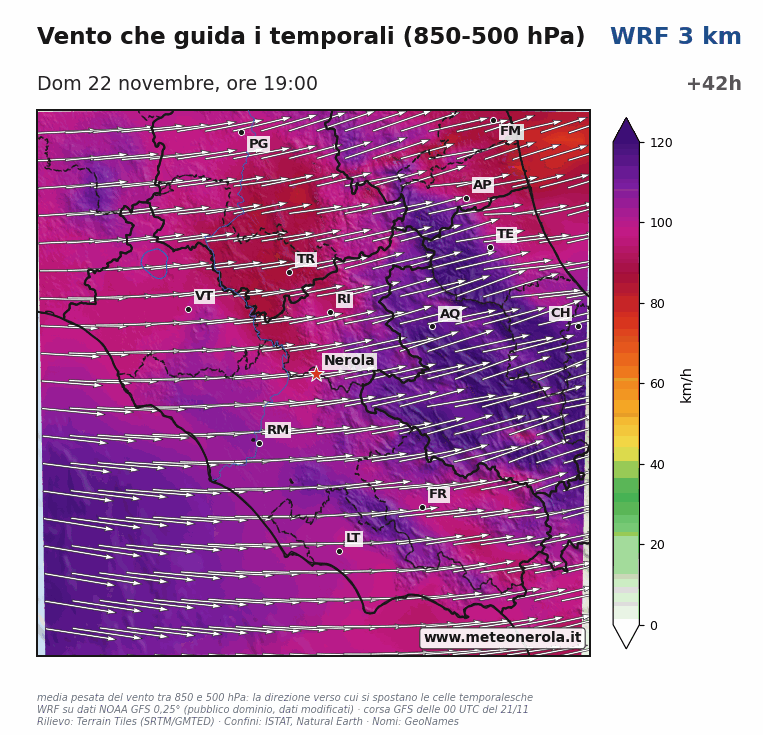 Vento che guida i temporali (850-500 hPa) WRF 3 km
Dom 22 novembre, ore 19:00 +42h
FM
PG
AP
TE
TR
VT
RI
AQ
CH
Nerola
RM
FR
LT
www.meteonerola.it
120
100
80
60
40
20
0
km/h
media pesata del vento tra 850 e 500 hPa: la direzione verso cui si spostano le celle temporalesche
WRF su dati NOAA GFS 0,25° (pubblico dominio, dati modificati) · corsa GFS delle 00 UTC del 21/11
Rilievo: Terrain Tiles (SRTM/GMTED) · Confini: ISTAT, Natural Earth · Nomi: GeoNames